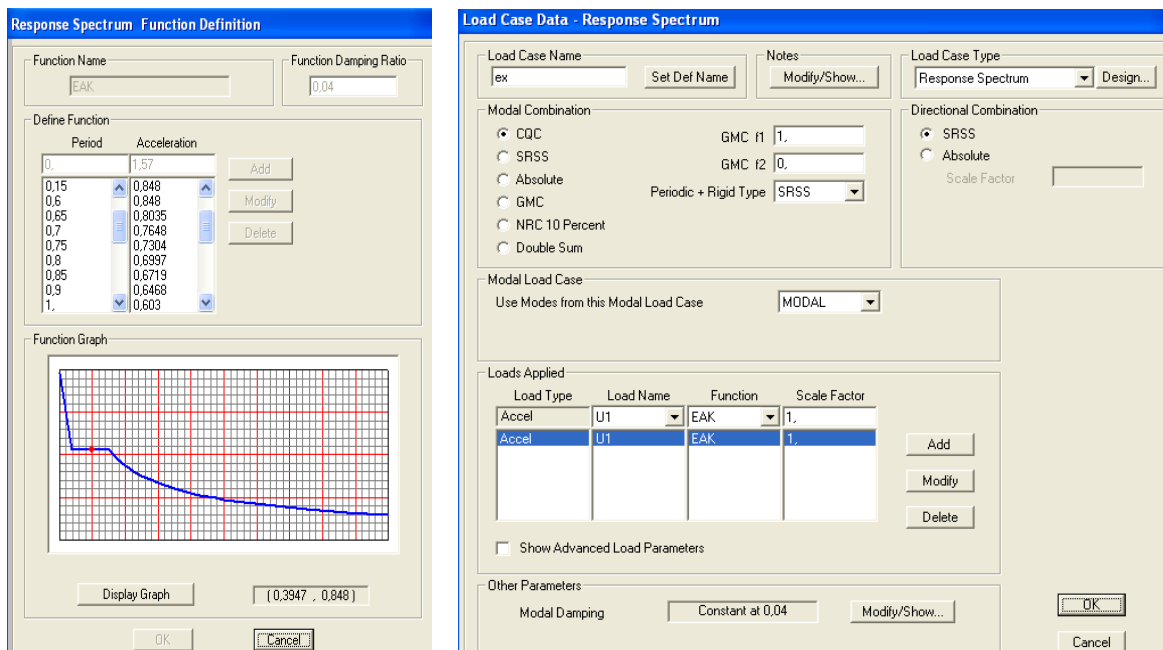 Response Spectrum Function Definition
Function Name
Function Damping Ratio
EAK
0,04
Define Function
Period Acceleration
0, 1,57
Add
0,15 0,848
0,6 0,848
Modify
0,65 0,8035
0,7 0,7648
Delete
0,75 0,7304
0,8 0,6997
0,85 0,6719
0,9 0,6468
1, 0,603
Function Graph
Display Graph
( 0,3947 , 0,848 )
OK
Cancel
Load Case Data - Response Spectrum
Load Case Name
Notes
Load Case Type
ex
Set Def Name
Modify/Show...
Response Spectrum
Design...
Modal Combination
Directional Combination
CQC
GMC f1 1,
SRSS
SRSS
GMC f2 0,
Absolute
Absolute
Periodic + Rigid Type SRSS
Scale Factor
GMC
NRC 10 Percent
Double Sum
Modal Load Case
Use Modes from this Modal Load Case
MODAL
Loads Applied
Load Type Load Name Function Scale Factor
Accel U1 EAK 1,
Accel U1 EAK 1,
Add
Modify
Delete
Show Advanced Load Parameters
Other Parameters
Modal Damping
Constant at 0,04
Modify/Show...
OK
Cancel